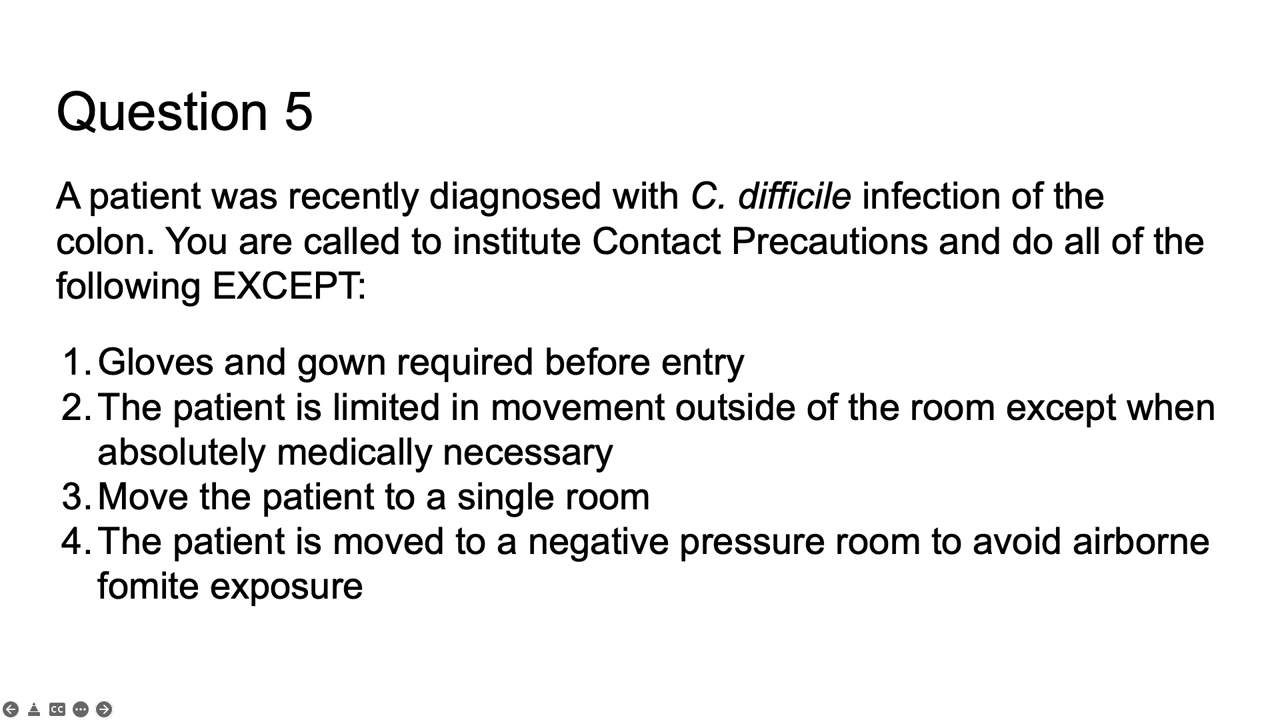 Question 5
A patient was recently diagnosed with C. difficile infection of the
colon. You are called to institute Contact Precautions and do all of the
following EXCEPT:
1. Gloves and gown required before entry
2. The patient is limited in movement outside of the room except when
absolutely medically necessary
3. Move the patient to a single room
4. The patient is moved to a negative pressure room to avoid airborne
fomite exposure
CC